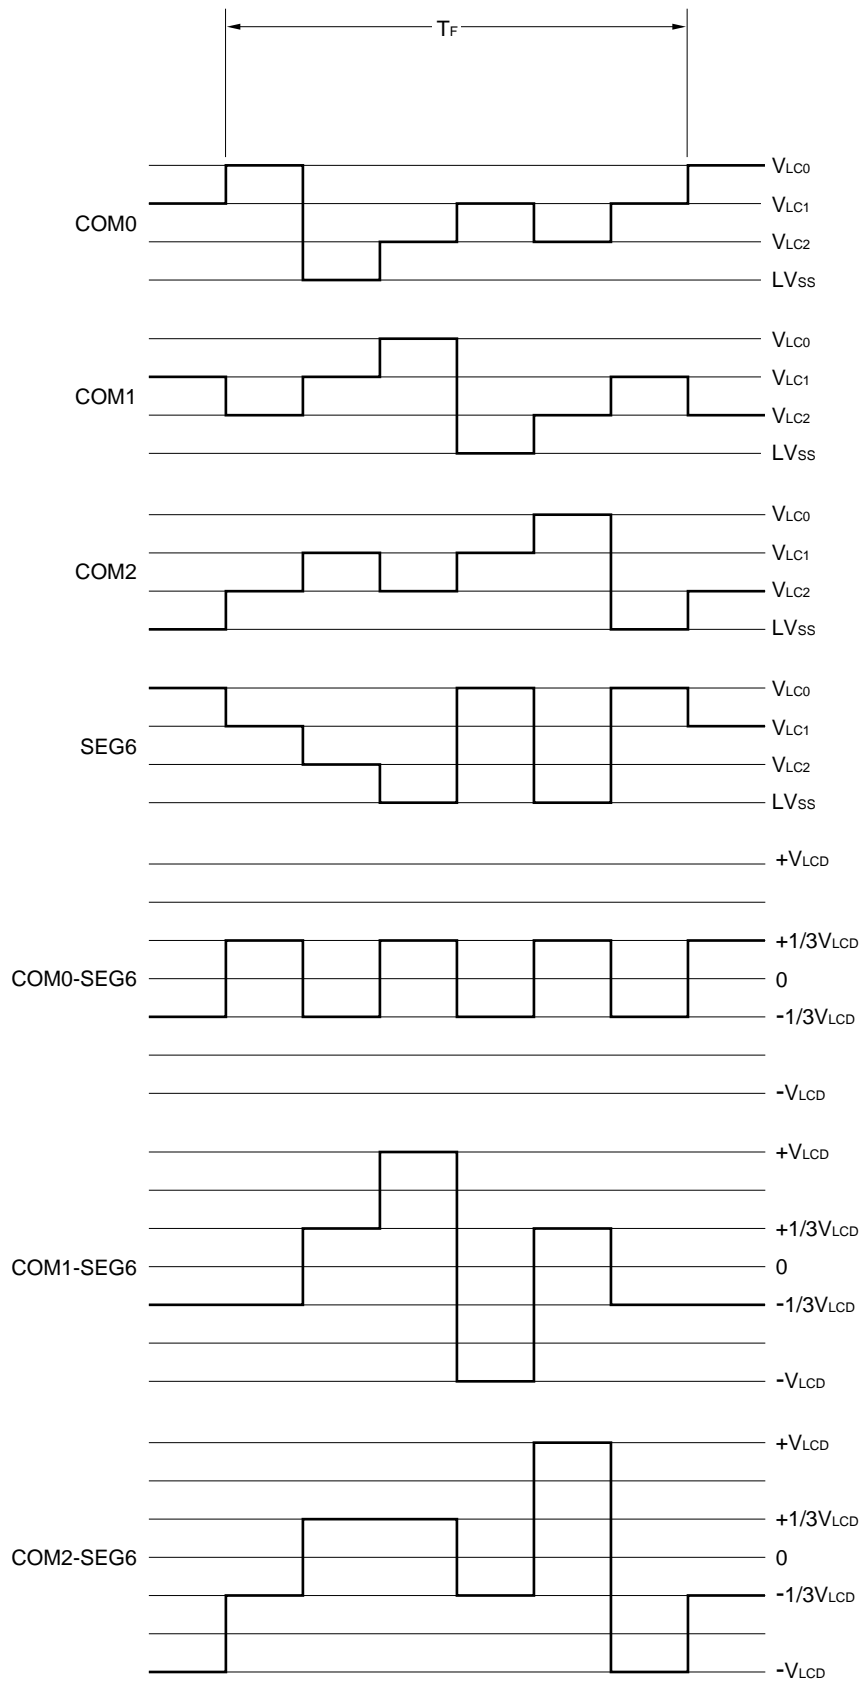 TF
VLC0
COM0
VLC1
VLC2
LVSS
VLC0
COM1
VLC1
VLC2
LVSS
VLC0
COM2
VLC1
VLC2
LVSS
VLC0
VLC1
SEG6
VLC2
LVSS
+VLCD
+1/3VLCD
COM0-SEG6
0
-1/3VLCD
-VLCD
+VLCD
+1/3VLCD
COM1-SEG6
0
-1/3VLCD
-VLCD
+VLCD
+1/3VLCD
COM2-SEG6
0
-1/3VLCD
-VLCD